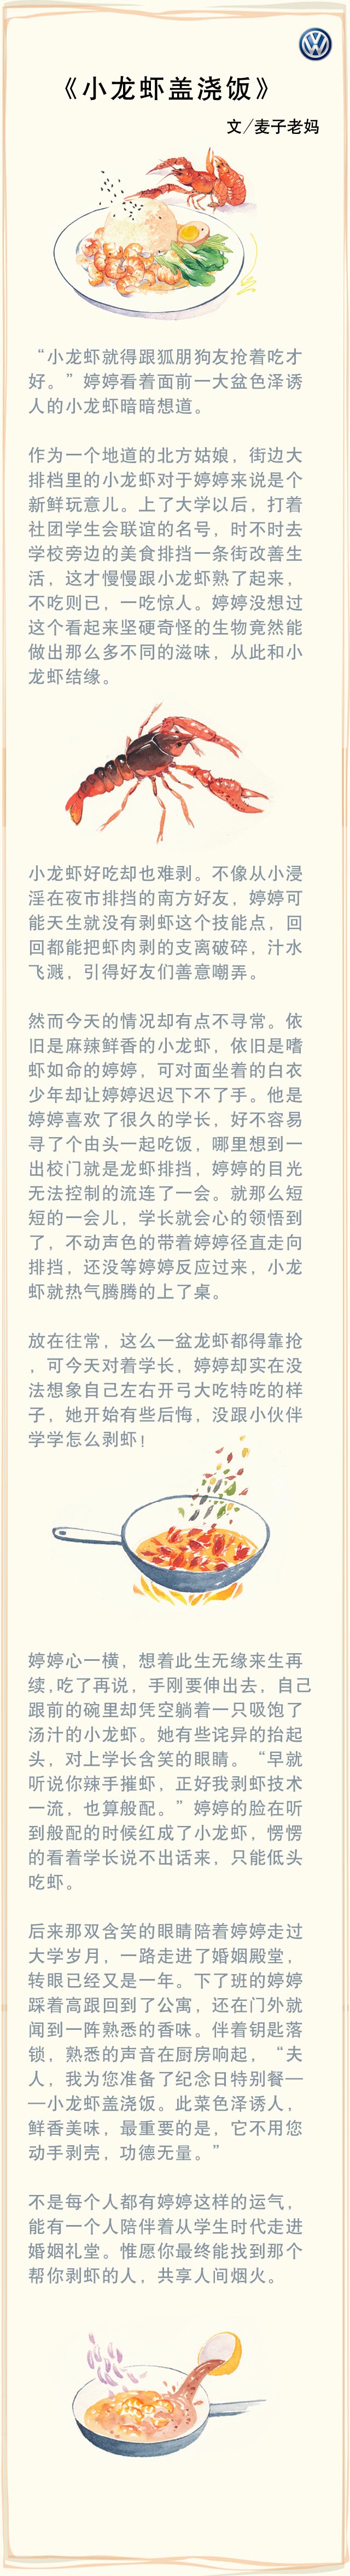 《小龙虾盖浇饭》
文/麦子老妈
“小龙虾就得跟狐朋狗友抢着吃才
好。”婷婷看着面前一大盆色泽诱
人的小龙虾暗暗想道。
作为一个地道的北方姑娘，街边大
排档里的小龙虾对于婷婷来说是个
新鲜玩意儿。上了大学以后，打着
社团学生会联谊的名号，时不时去
学校旁边的美食排挡一条街改善生
活，这才慢慢跟小龙虾熟了起来，
不吃则已，一吃惊人。婷婷没想过
这个看起来坚硬奇怪的生物竟然能
做出那么多不同的滋味，从此和小
龙虾结缘。
小龙虾好吃却也难剥。不像从小浸
淫在夜市排挡的南方好友，婷婷可
能天生就没有剥虾这个技能点，回
回都能把虾肉剥的支离破碎，汁水
飞溅，引得好友们善意嘲弄。
然而今天的情况却有点不寻常。依
旧是麻辣鲜香的小龙虾，依旧是嗜
虾如命的婷婷，可对面坐着的白衣
少年却让婷婷迟迟下不了手。他是
婷婷喜欢了很久的学长，好不容易
寻了个由头一起吃饭，哪里想到一
出校门就是龙虾排挡，婷婷的目光
无法控制的流连了一会。就那么短
短的一会儿，学长就会心的领悟到
了，不动声色的带着婷婷径直走向
排挡，还没等婷婷反应过来，小龙
虾就热气腾腾的上了桌。
放在往常，这么一盆龙虾都得靠抢
，可今天对着学长，婷婷却实在没
法想象自己左右开弓大吃特吃的样
子，她开始有些后悔，没跟小伙伴
学学怎么剥虾！
婷婷心一横，想着此生无缘来生再
续,吃了再说，手刚要伸出去，自己
跟前的碗里却凭空躺着一只吸饱了
汤汁的小龙虾。她有些诧异的抬起
头，对上学长含笑的眼睛。“早就
听说你辣手摧虾，正好我剥虾技术
一流，也算般配。”婷婷的脸在听
到般配的时候红成了小龙虾，愣愣
的看着学长说不出话来，只能低头
吃虾。
后来那双含笑的眼睛陪着婷婷走过
大学岁月，一路走进了婚姻殿堂，
转眼已经又是一年。下了班的婷婷
踩着高跟回到了公寓，还在门外就
闻到一阵熟悉的香味。伴着钥匙落
锁，熟悉的声音在厨房响起，“夫
人，我为您准备了纪念日特别餐—
—小龙虾盖浇饭。此菜色泽诱人，
鲜香美味，最重要的是，它不用您
动手剥壳，功德无量。”
不是每个人都有婷婷这样的运气，
能有一个人陪伴着从学生时代走进
婚姻礼堂。惟愿你最终能找到那个
帮你剥虾的人，共享人间烟火。